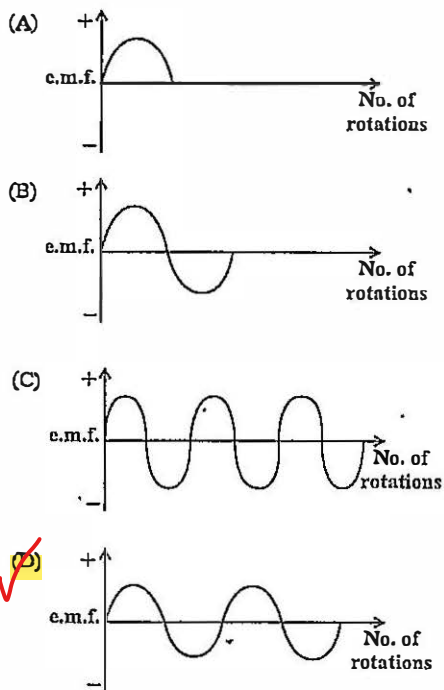 (A)
+
e.m.f.
No. of
rotations
−
(B)
+
e.m.f.
No. of
rotations
−
(C)
+
e.m.f.
No. of
rotations
−
(D)
+
e.m.f.
No. of
rotations
−